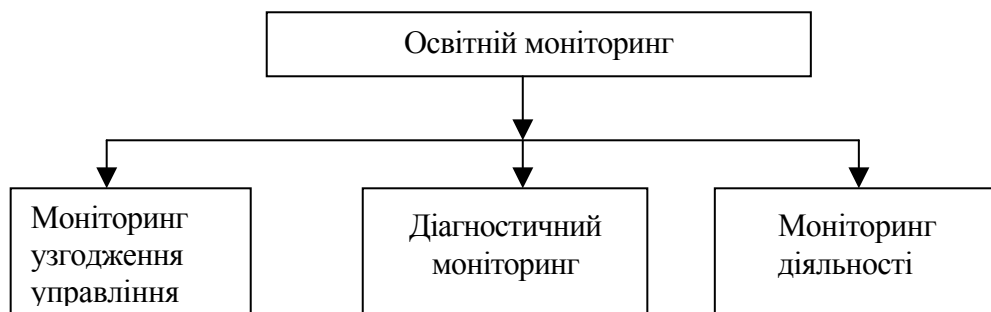 Освітній моніторинг
Моніторинг
узгодження
управління
Діагностичний
моніторинг
Моніторинг
діяльності